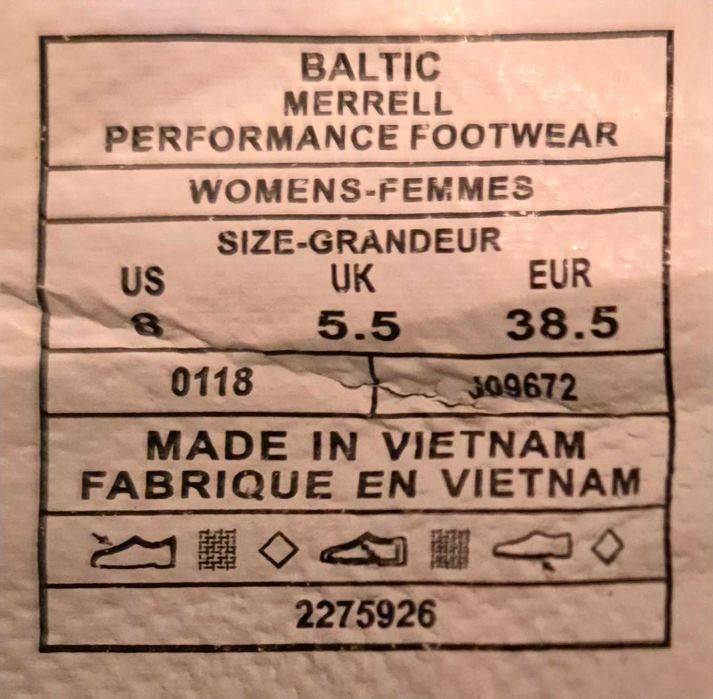 BALTIC
MERRELL
PERFORMANCE FOOTWEAR
WOMENS-FEMMES
SIZE-GRANDEUR
US UK EUR
8 5.5 38.5
0118 J09672
MADE IN VIETNAM
FABRIQUE EN VIETNAM
2275926